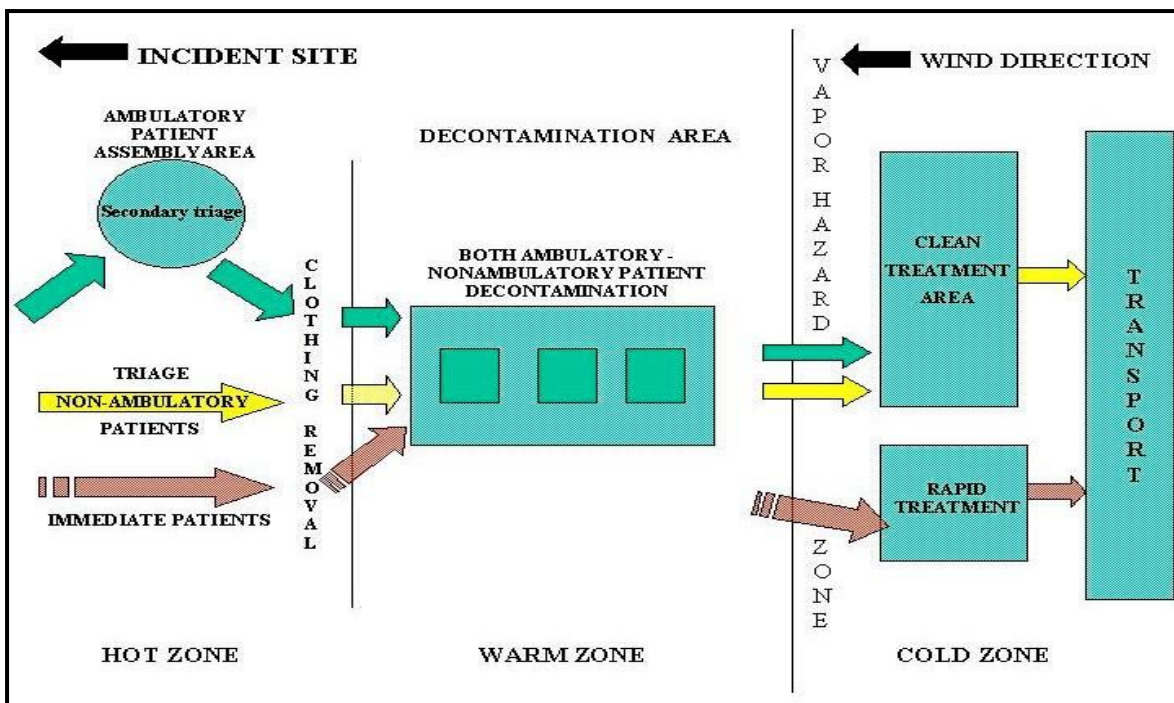 INCIDENT SITE
WIND DIRECTION
AMBULATORY
PATIENT
ASSEMBLYAREA
Secondary triage
DECONTAMINATION AREA
BOTH AMBULATORY -
NONAMBULATORY PATIENT
DECONTAMINATION
CLOTHING REMOVAL
TRIAGE
NON-AMBULATORY
PATIENTS
IMMEDIATE PATIENTS
VAPOR HAZARD ZONE
CLEAN
TREATMENT
AREA
RAPID
TREATMENT
TRANSPORT
HOT ZONE
WARM ZONE
COLD ZONE